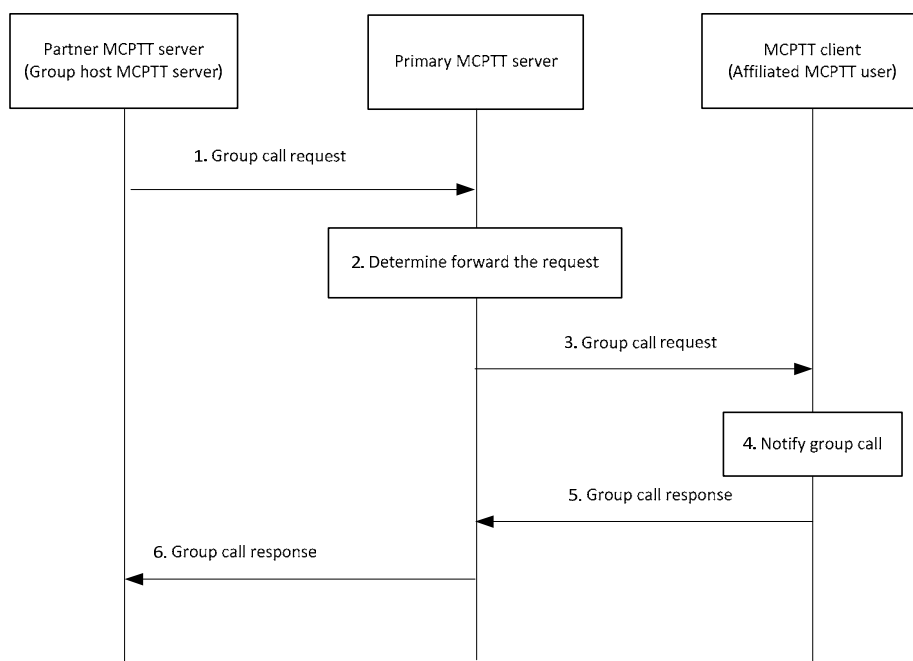 Partner MCPTT server
(Group host MCPTT server)
Primary MCPTT server
MCPTT client
(Affiliated MCPTT user)
1. Group call request
2. Determine forward the request
3. Group call request
4. Notify group call
5. Group call response
6. Group call response